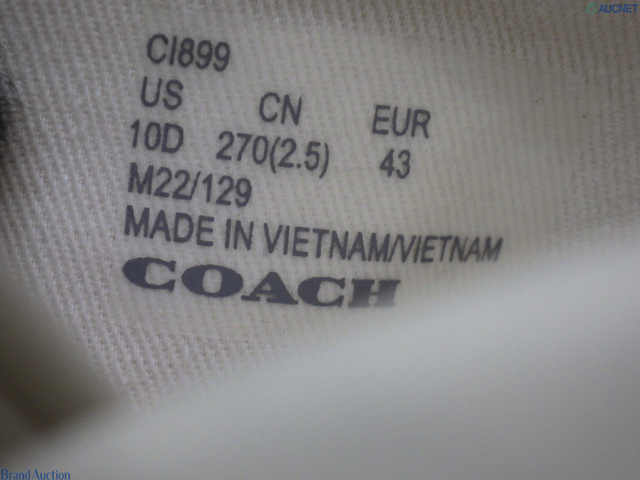 AUCNET
CI899
US CN EUR
10D 270(2.5) 43
M22/129
MADE IN VIETNAM/VIETNAM
COACH
Brand Auction